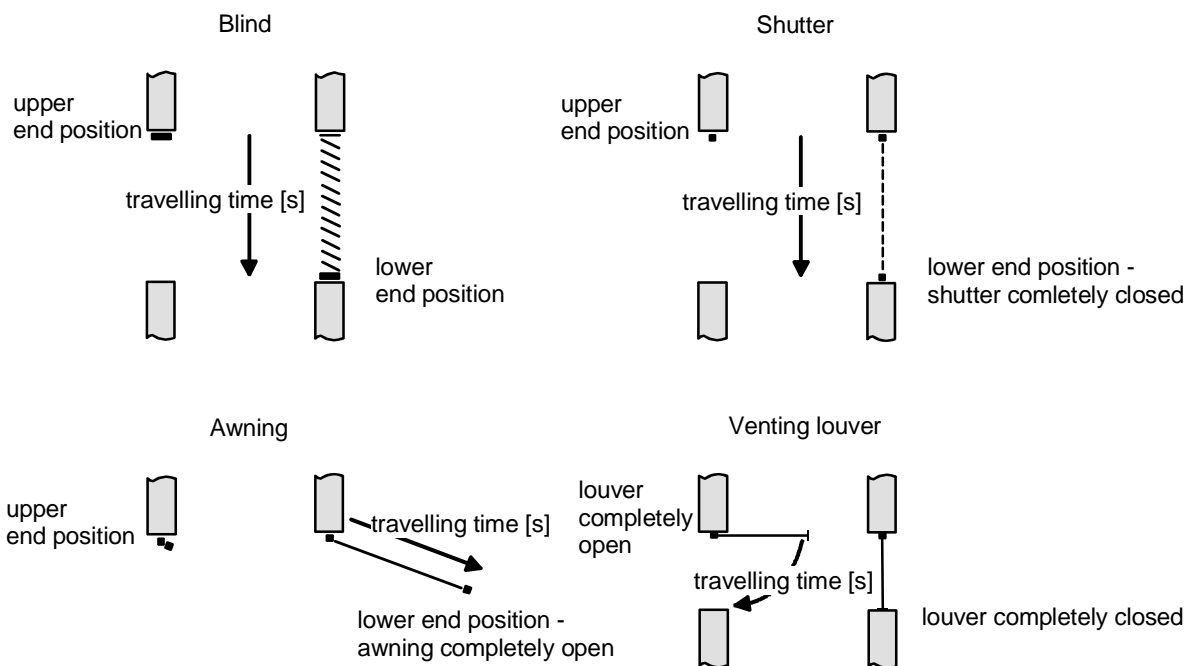 Blind
upper
end position
travelling time [s]
lower
end position
Shutter
upper
end position
travelling time [s]
lower end position -
shutter comletely closed
Awning
upper
end position
travelling time [s]
lower end position -
awning completely open
Venting louver
louver
completely
open
travelling time [s]
louver completely closed